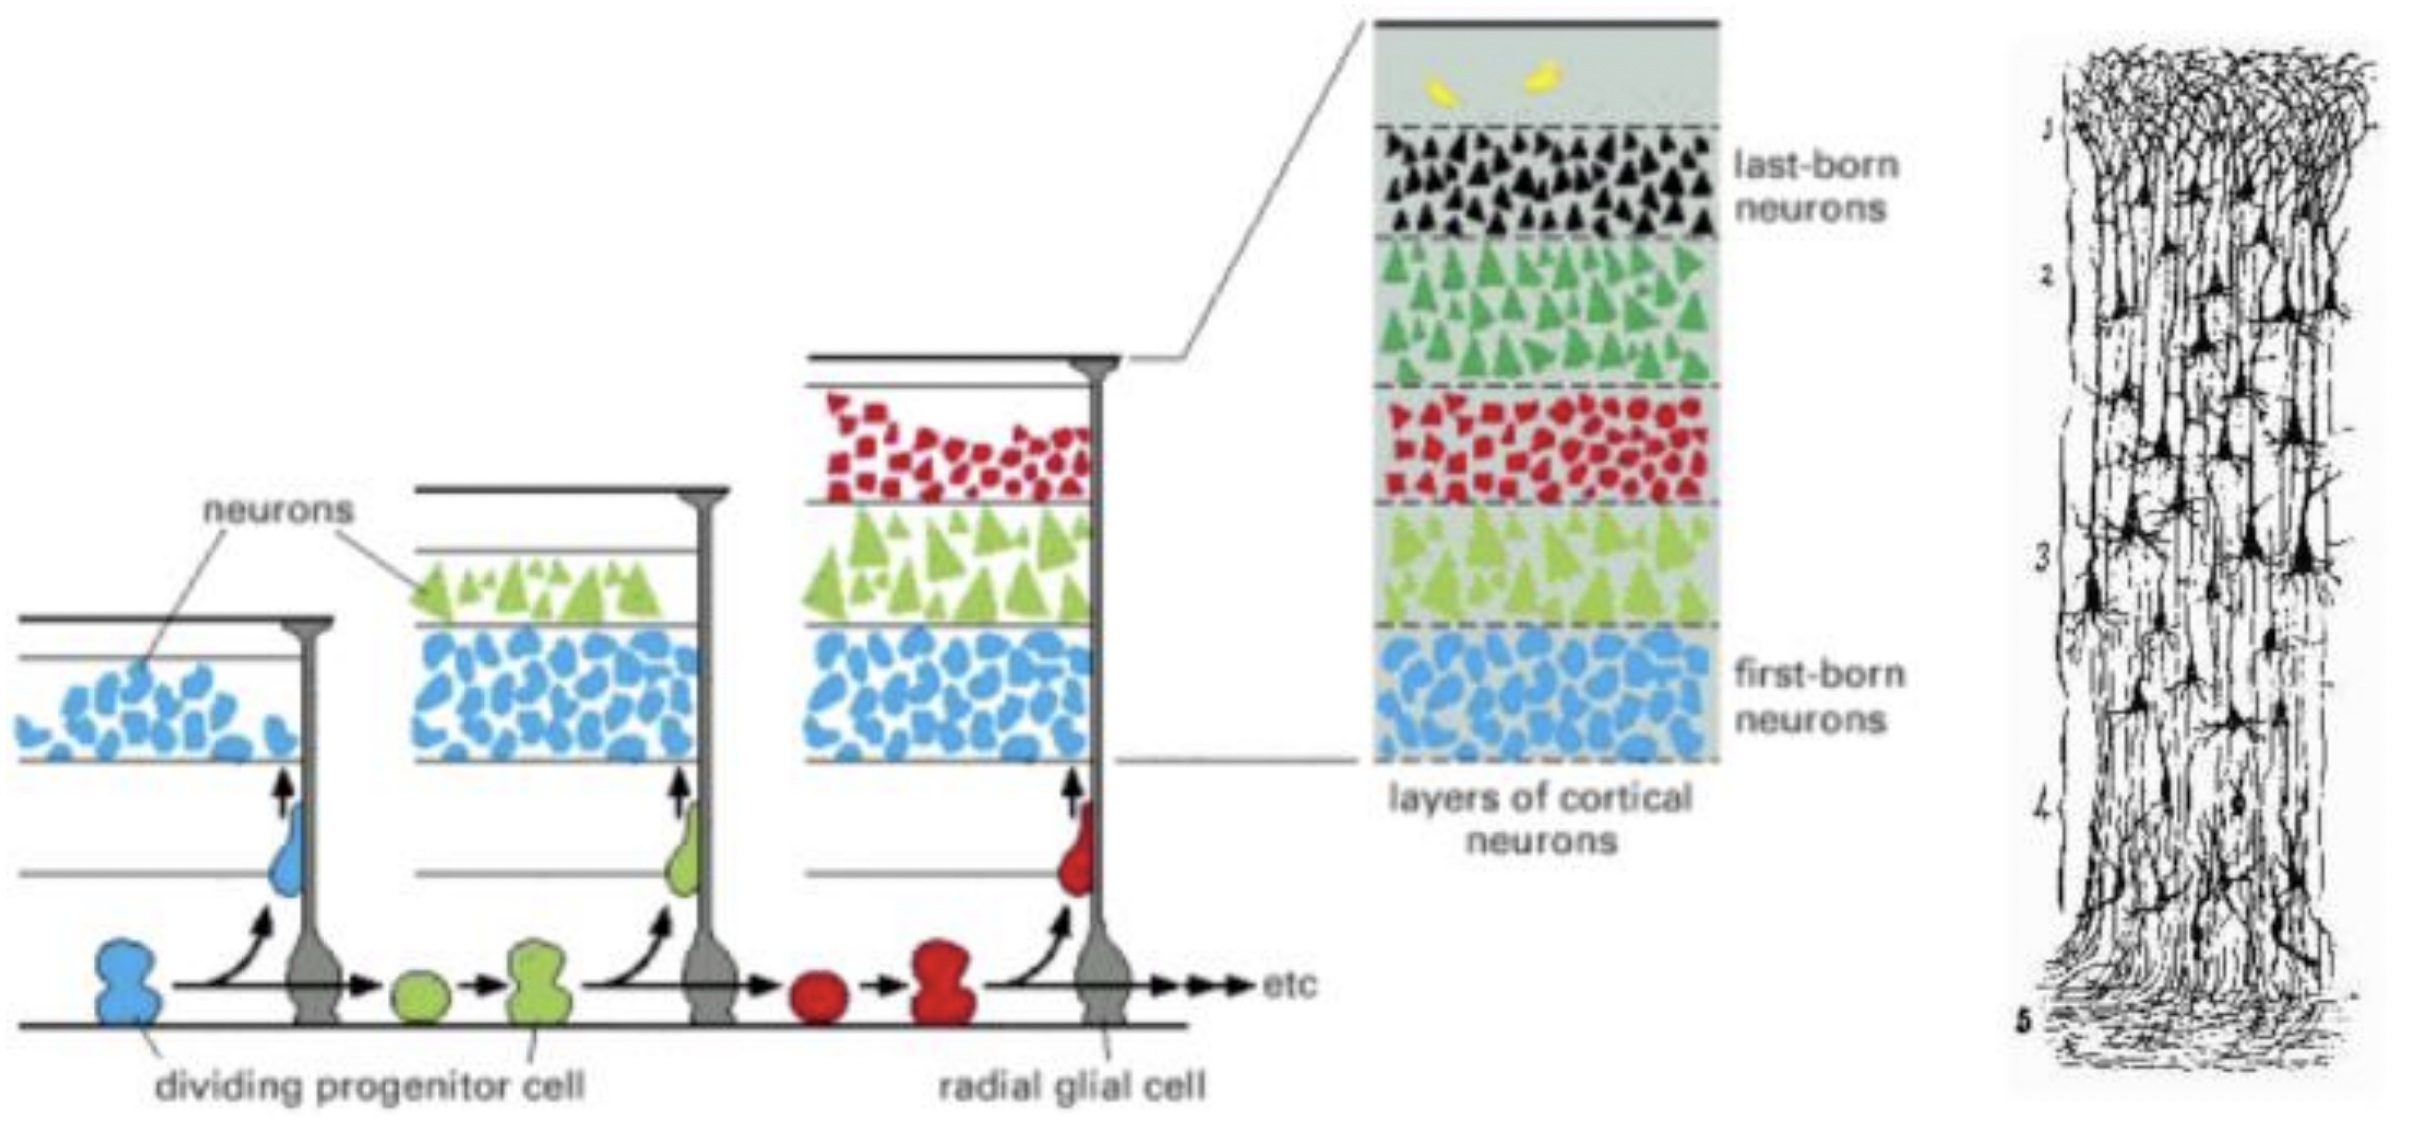 neurons
dividing progenitor cell
radial glial cell
etc
last-born
neurons
first-born
neurons
layers of cortical
neurons
1
2
3
4
5